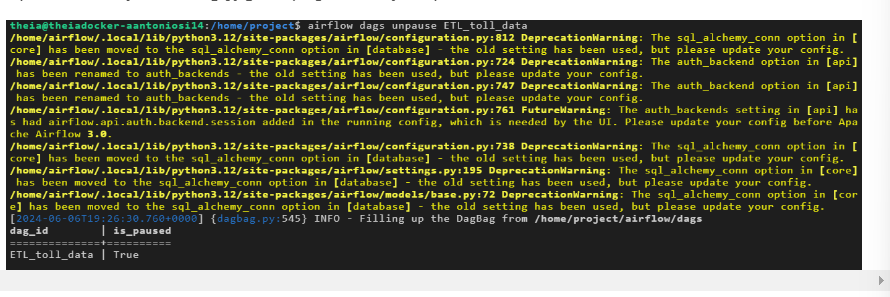 theia@theiadocker-aantoniosi14:/home/project$ airflow dags unpause ETL_toll_data
/home/airflow/.local/lib/python3.12/site-packages/airflow/configuration.py:812 DeprecationWarning: The sql_alchemy_conn option in [
core] has been moved to the sql_alchemy_conn option in [database] - the old setting has been used, but please update your config.
/home/airflow/.local/lib/python3.12/site-packages/airflow/configuration.py:724 DeprecationWarning: The auth_backend option in [api]
 has been renamed to auth_backends - the old setting has been used, but please update your config.
/home/airflow/.local/lib/python3.12/site-packages/airflow/configuration.py:747 DeprecationWarning: The auth_backend option in [api]
 has been renamed to auth_backends - the old setting has been used, but please update your config.
/home/airflow/.local/lib/python3.12/site-packages/airflow/configuration.py:761 FutureWarning: The auth_backends setting in [api] ha
s had airflow.api.auth.backend.session added in the running config, which is needed by the UI. Please update your config before Apa
che Airflow 3.0.
/home/airflow/.local/lib/python3.12/site-packages/airflow/configuration.py:738 DeprecationWarning: The sql_alchemy_conn option in [
core] has been moved to the sql_alchemy_conn option in [database] - the old setting has been used, but please update your config.
/home/airflow/.local/lib/python3.12/site-packages/airflow/settings.py:195 DeprecationWarning: The sql_alchemy_conn option in [core]
 has been moved to the sql_alchemy_conn option in [database] - the old setting has been used, but please update your config.
/home/airflow/.local/lib/python3.12/site-packages/airflow/models/base.py:72 DeprecationWarning: The sql_alchemy_conn option in [cor
e] has been moved to the sql_alchemy_conn option in [database] - the old setting has been used, but please update your config.
[2024-06-06T19:26:30.760+0000] {dagbag.py:545} INFO - Filling up the DagBag from /home/project/airflow/dags
dag_id        | is_paused
==============+==========
ETL_toll_data | True